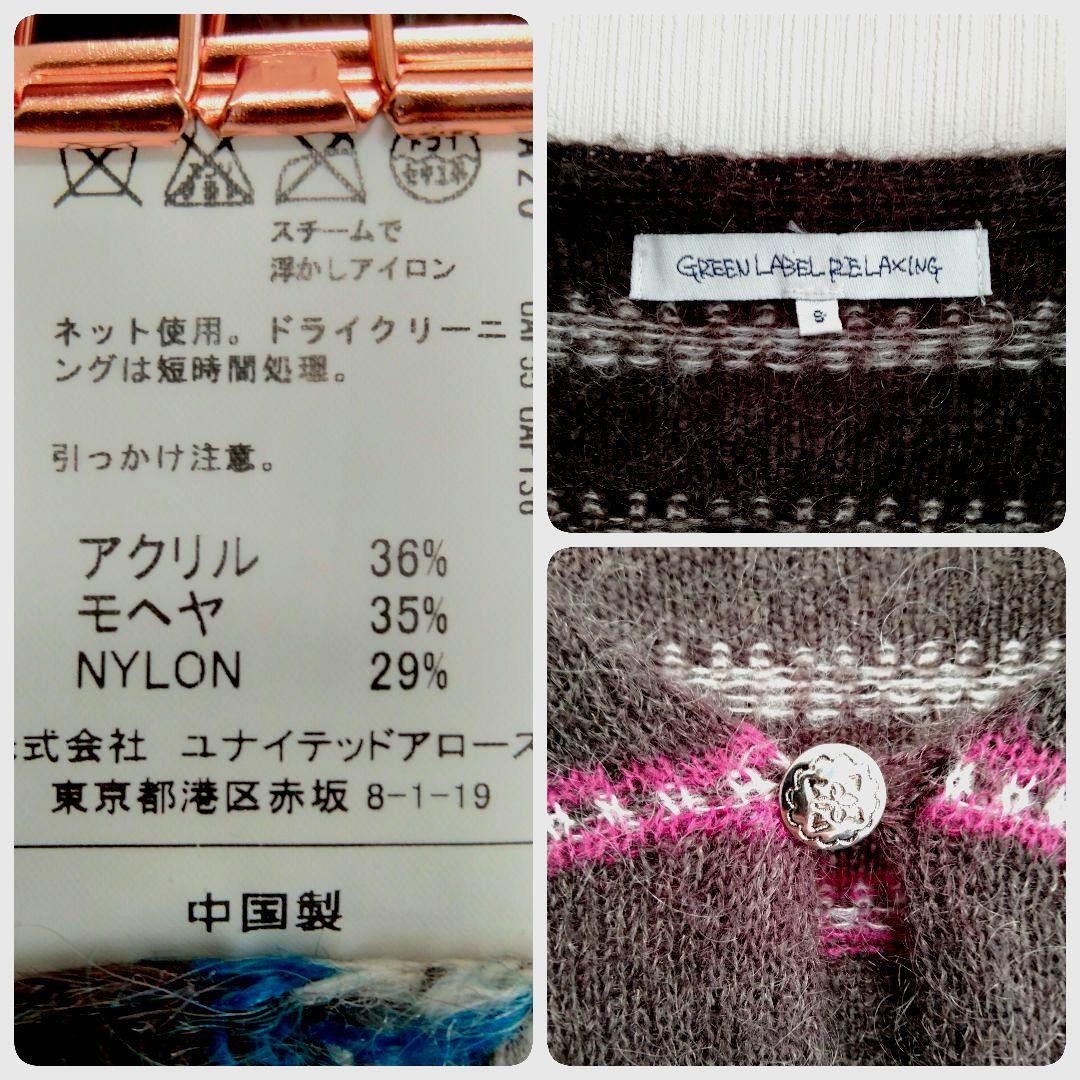 ドライ
スチームで
浮かしアイロン
ネット使用。ドライクリーニ
ングは短時間処理。
引っかけ注意。
アクリル 36%
モヘヤ 35%
NYLON 29%
式会社 ユナイテッドアローズ
東京都港区赤坂 8-1-19
中国製
GREEN LABEL RELAXING
S